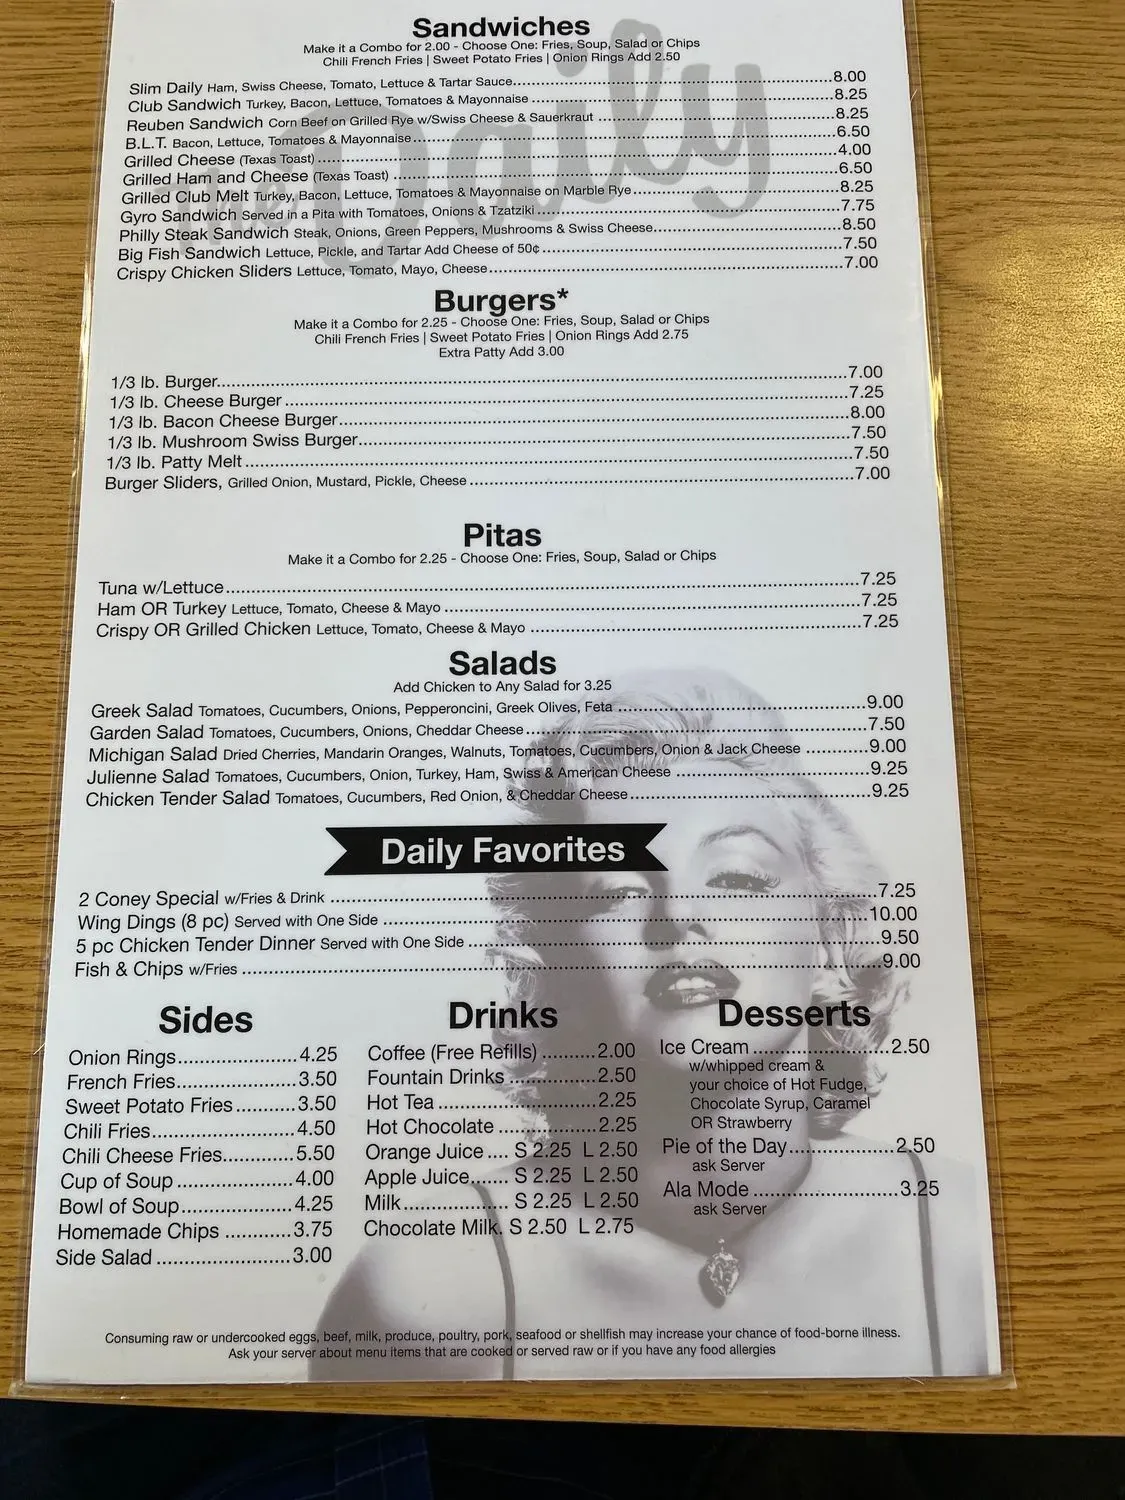 Sandwiches
Make it a Combo for 2.00 - Choose One: Fries, Soup, Salad or Chips
Chili French Fries | Sweet Potato Fries | Onion Rings Add 2.50
The Daily
Slim Daily Ham, Swiss Cheese, Tomato, Lettuce & Tartar Sauce 8.00
Club Sandwich Turkey, Bacon, Lettuce, Tomatoes & Mayonnaise 8.25
Reuben Sandwich Corn Beef on Grilled Rye w/Swiss Cheese & Sauerkraut 8.25
B.L.T. Bacon, Lettuce, Tomatoes & Mayonnaise 6.50
Grilled Cheese (Texas Toast) 4.00
Grilled Ham and Cheese (Texas Toast) 6.50
Grilled Club Melt Turkey, Bacon, Lettuce, Tomatoes & Mayonnaise on Marble Rye 8.25
Gyro Sandwich Served in a Pita with Tomatoes, Onions & Tzatziki 7.75
Philly Steak Sandwich Steak, Onions, Green Peppers, Mushrooms & Swiss Cheese 8.50
Big Fish Sandwich Lettuce, Pickle, and Tartar Add Cheese of 50¢ 7.50
Crispy Chicken Sliders Lettuce, Tomato, Mayo, Cheese 7.00
Burgers*
Make it a Combo for 2.25 - Choose One: Fries, Soup, Salad or Chips
Chili French Fries | Sweet Potato Fries | Onion Rings Add 2.75
Extra Patty Add 3.00
1/3 lb. Burger 7.00
1/3 lb. Cheese Burger 7.25
1/3 lb. Bacon Cheese Burger 8.00
1/3 lb. Mushroom Swiss Burger 7.50
1/3 lb. Patty Melt 7.50
Burger Sliders, Grilled Onion, Mustard, Pickle, Cheese 7.00
Pitas
Make it a Combo for 2.25 - Choose One: Fries, Soup, Salad or Chips
Tuna w/Lettuce 7.25
Ham OR Turkey Lettuce, Tomato, Cheese & Mayo 7.25
Crispy OR Grilled Chicken Lettuce, Tomato, Cheese & Mayo 7.25
Salads
Add Chicken to Any Salad for 3.25
Greek Salad Tomatoes, Cucumbers, Onions, Pepperoncini, Greek Olives, Feta 9.00
Garden Salad Tomatoes, Cucumbers, Onions, Cheddar Cheese 7.50
Michigan Salad Dried Cherries, Mandarin Oranges, Walnuts, Tomatoes, Cucumbers, Onion & Jack Cheese 9.00
Julienne Salad Tomatoes, Cucumbers, Onion, Turkey, Ham, Swiss & American Cheese 9.25
Chicken Tender Salad Tomatoes, Cucumbers, Red Onion, & Cheddar Cheese 9.25
Daily Favorites
2 Coney Special w/Fries & Drink 7.25
Wing Dings (8 pc) Served with One Side 10.00
5 pc Chicken Tender Dinner Served with One Side 9.50
Fish & Chips w/Fries 9.00
Sides
Onion Rings 4.25
French Fries 3.50
Sweet Potato Fries 3.50
Chili Fries 4.50
Chili Cheese Fries 5.50
Cup of Soup 4.00
Bowl of Soup 4.25
Homemade Chips 3.75
Side Salad 3.00
Drinks
Coffee (Free Refills) 2.00
Fountain Drinks 2.50
Hot Tea 2.25
Hot Chocolate 2.25
Orange Juice S 2.25 L 2.50
Apple Juice S 2.25 L 2.50
Milk S 2.25 L 2.50
Chocolate Milk S 2.50 L 2.75
Desserts
Ice Cream 2.50
w/whipped cream &
your choice of Hot Fudge,
Chocolate Syrup, Caramel
OR Strawberry
Pie of the Day 2.50
ask Server
Ala Mode 3.25
ask Server
Consuming raw or undercooked eggs, beef, milk, produce, poultry, pork, seafood or shellfish may increase your chance of food-borne illness.
Ask your server about menu items that are cooked or served raw or if you have any food allergies